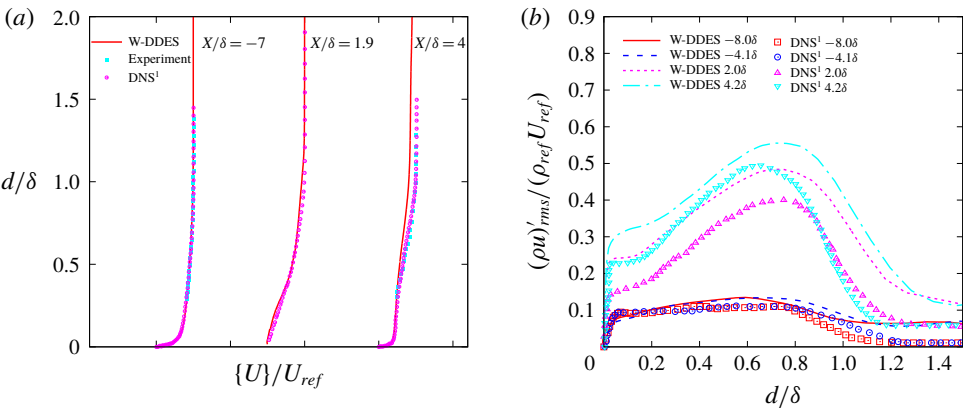 (a)
2.0
1.5
1.0
0.5
0
d/δ
W-DDES
Experiment
DNS¹
X/δ = −7
X/δ = 1.9
X/δ = 4
{U}/U_ref
(b)
0.9
0.8
0.7
0.6
0.5
0.4
0.3
0.2
0.1
(ρu)′_rms/(ρ_ref U_ref)
W-DDES −8.0δ
W-DDES −4.1δ
W-DDES 2.0δ
W-DDES 4.2δ
DNS¹ −8.0δ
DNS¹ −4.1δ
DNS¹ 2.0δ
DNS¹ 4.2δ
0 0.2 0.4 0.6 0.8 1.0 1.2 1.4
d/δ